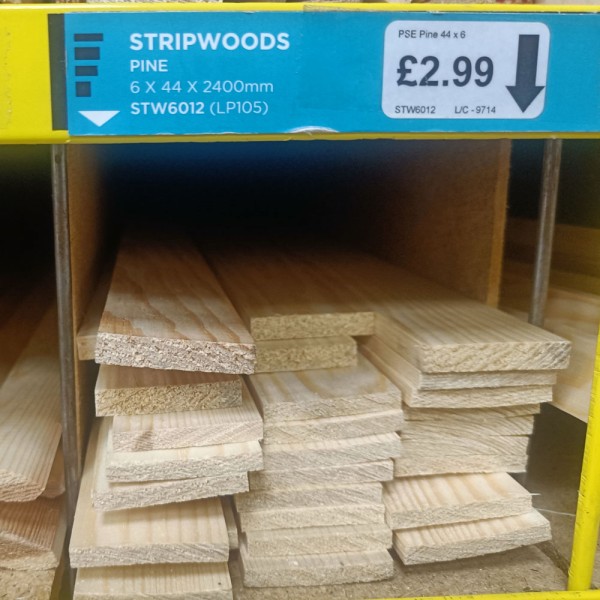 STRIPWOODS
PINE
6 X 44 X 2400mm
STW6012 (LP105)
PSE Pine 44 x 6
£2.99
STW6012 L/C - 9714